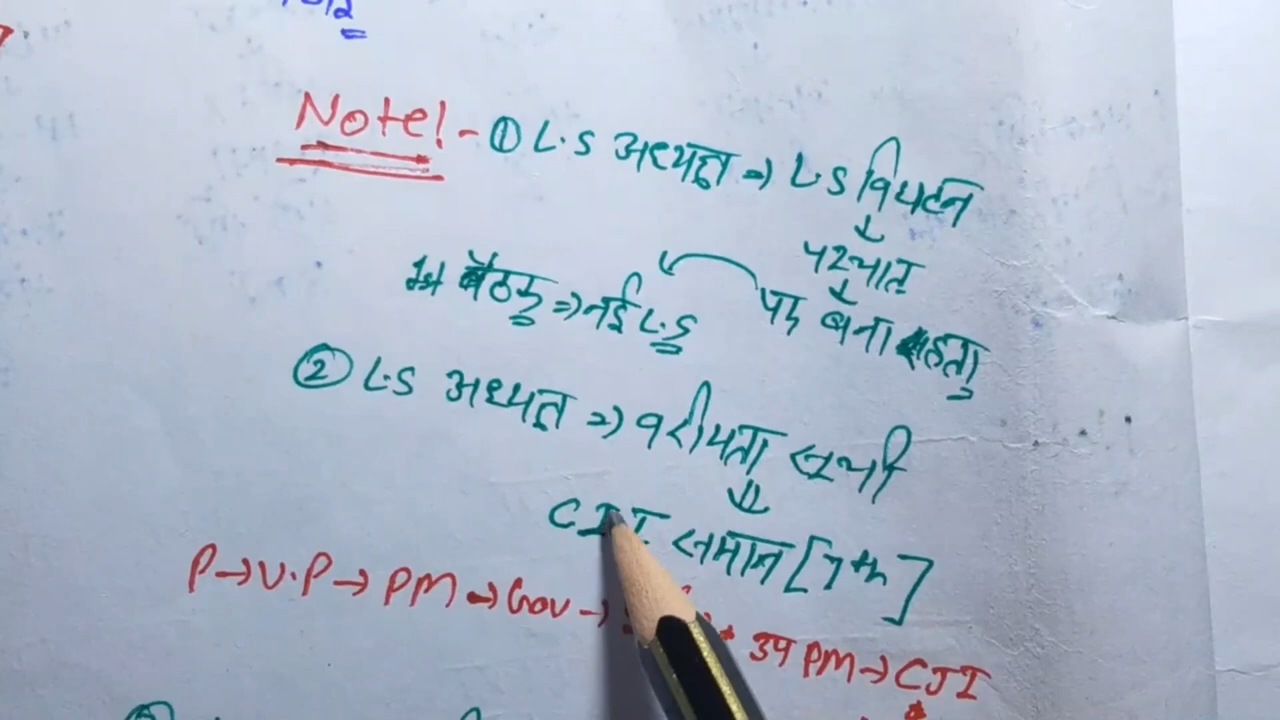 Note! - ① L.S अध्यक्ष ⇒ L.S विघटन
↓
पश्चात्
↓
1st बैठक ⇒ नई L.S पद बना रहता
② L.S अध्यक्ष ⇒ वरीयता सूची
⇓
CJI समान [7th]
P → V.P → PM → Gov → उप PM → CJI